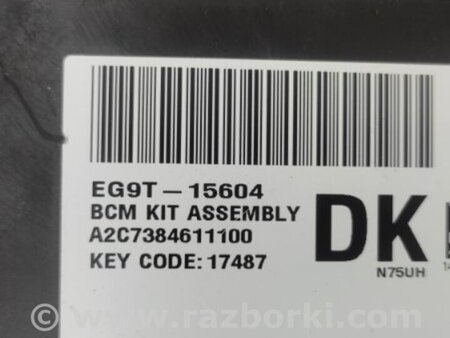 EG9T-15604
BCM KIT ASSEMBLY
A2C7384611100
KEY CODE: 17487
DK
N75UH
© www.razborki.com